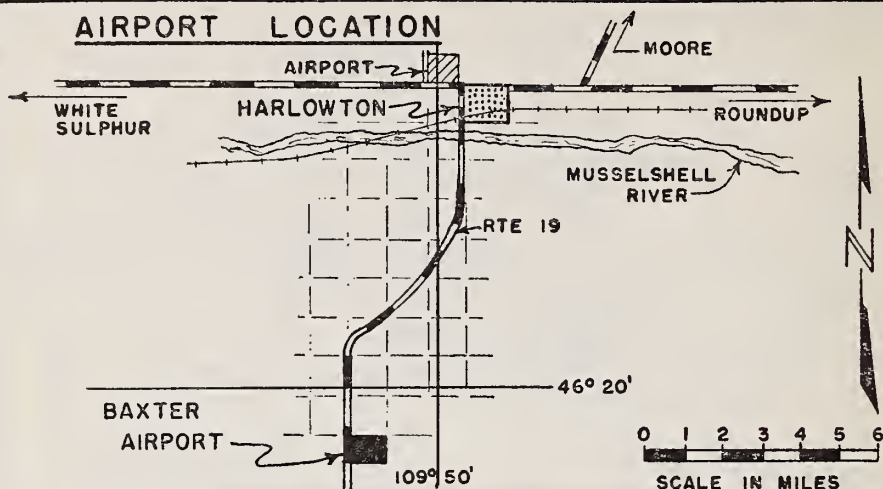 AIRPORT LOCATION
MOORE
AIRPORT
WHITE
SULPHUR
HARLOWTON
ROUNDUP
MUSSELSHELL
RIVER
RTE 19
N
46° 20'
BAXTER
AIRPORT
109° 50'
0 1 2 3 4 5 6
SCALE IN MILES